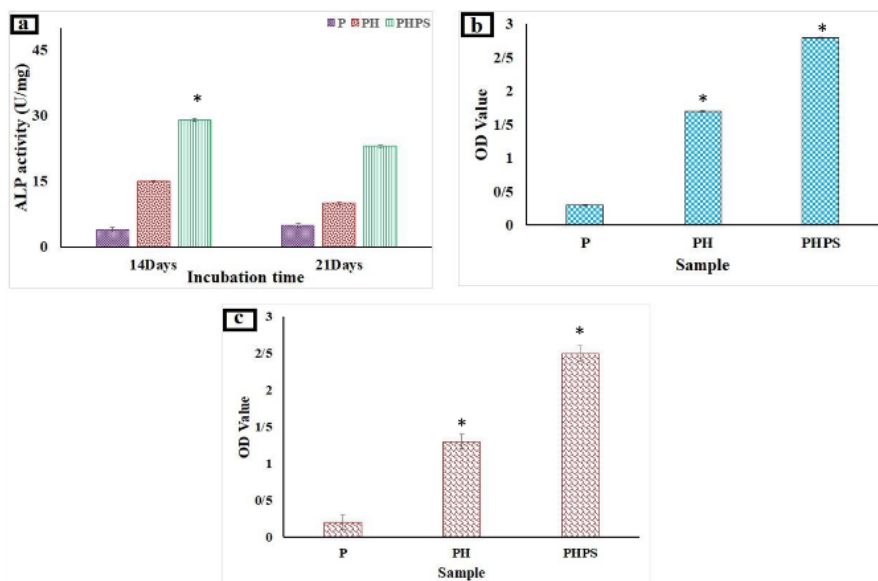 a
P PH PHPS
45
30
15
0
ALP activity (U/mg)
*
14Days 21Days
Incubation time
b
3
2/5
2
1/5
1
0/5
0
OD Value
*
*
P PH PHPS
Sample
c
3
2/5
2
1/5
1
0/5
0
OD Value
*
*
P PH PHPS
Sample